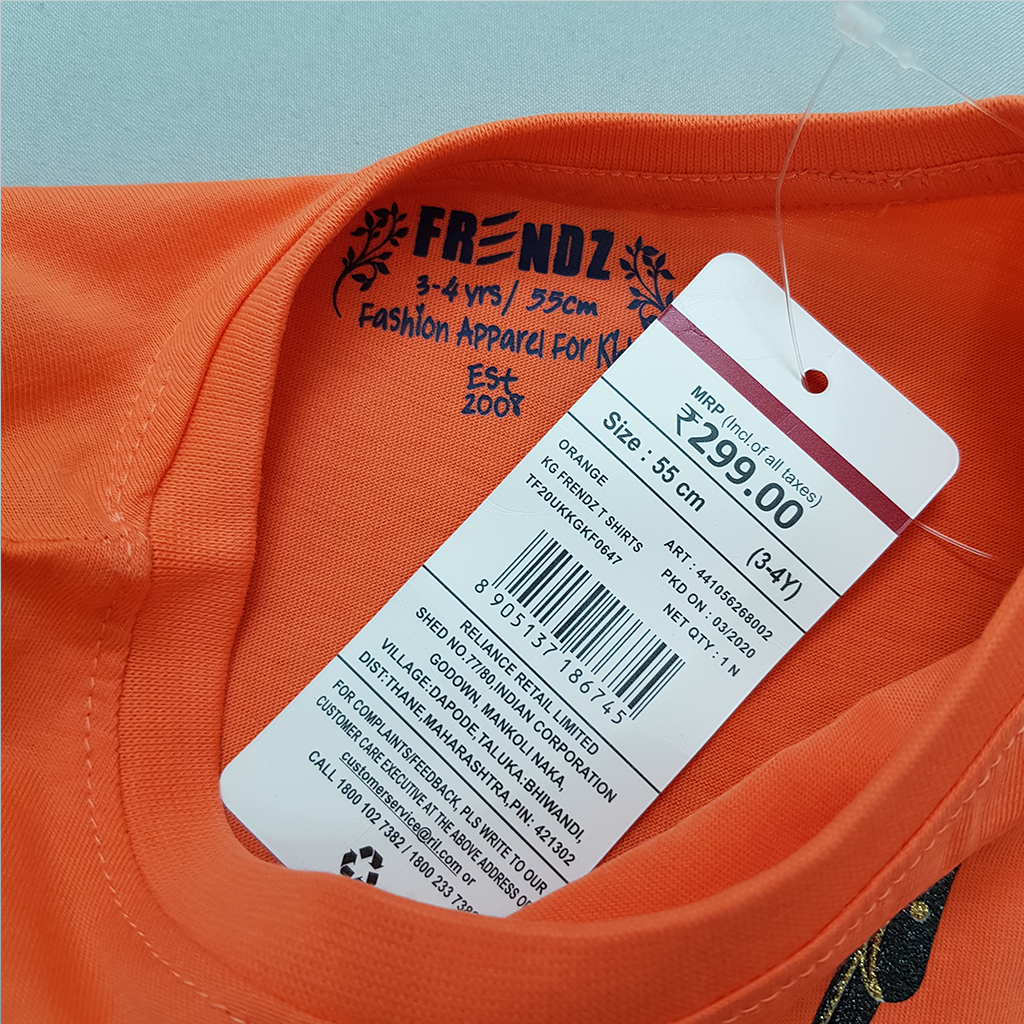 FRENDZ
3-4 yrs/ 55cm
Fashion Apparel For
Est
2008
MRP (Incl.of all taxes)
₹299.00
Size : 55 cm (3-4Y)
ORANGE
KG FRENDZ T SHIRTS
TF20UKKGKF0647
ART : 441056268002
PKD ON : 03/2020
NET QTY : 1 N
8 905137 186745
RELIANCE RETAIL LIMITED
SHED NO.77/80,INDIAN CORPORATION
GODOWN, MANKOLI NAKA,
VILLAGE:DAPODE,TALUKA:BHIWANDI,
DIST:THANE,MAHARASHTRA,PIN: 421302
FOR COMPLAINTS/FEEDBACK, PLS WRITE TO OUR
CUSTOMER CARE EXECUTIVE AT THE ABOVE ADDRESS OR
customerservice@ril.com or
CALL 1800 102 7382 / 1800 233